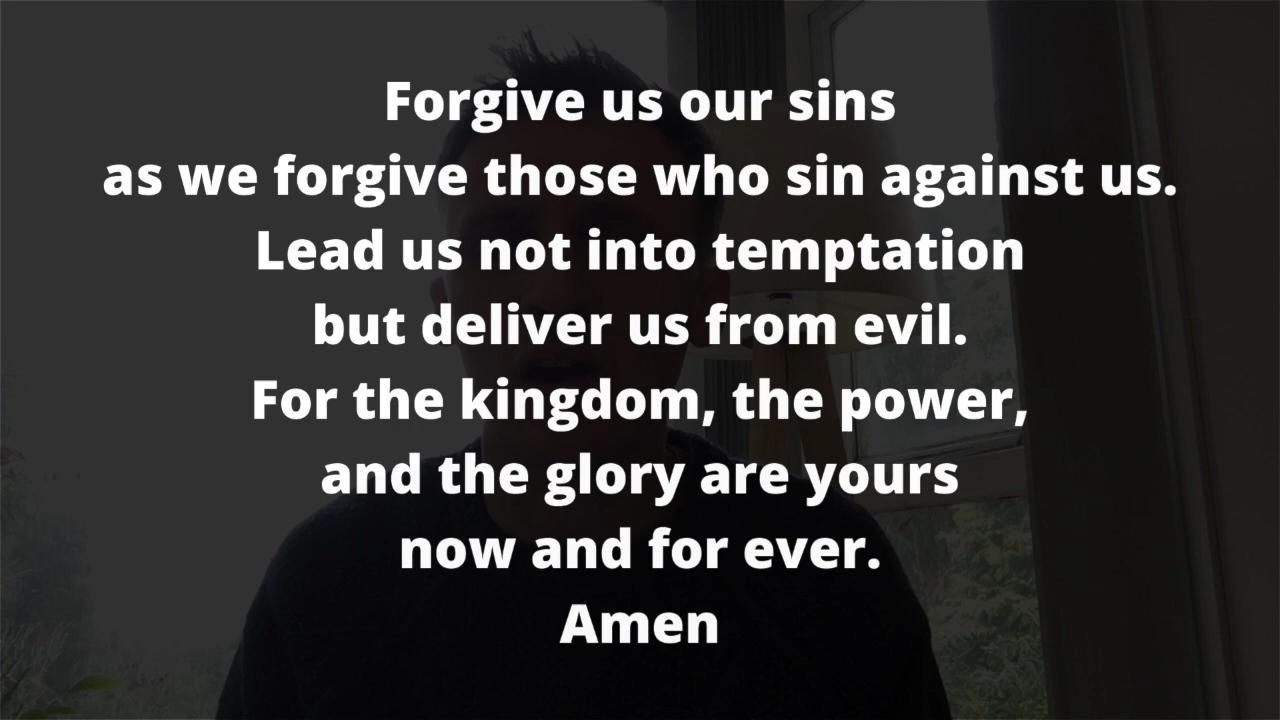 Forgive us our sins
as we forgive those who sin against us.
Lead us not into temptation
but deliver us from evil.
For the kingdom, the power,
and the glory are yours
now and for ever.
Amen